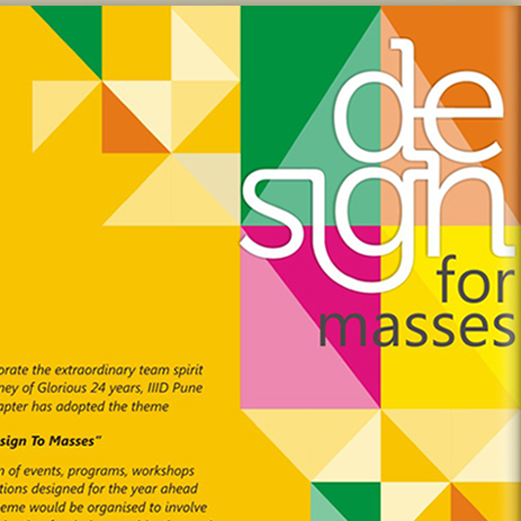 de
sign
for
masses
orate the extraordinary team spirit
ney of Glorious 24 years, IIID Pune
apter has adopted the theme
sign To Masses"
n of events, programs, workshops
tions designed for the year ahead
eme would be organised to involve